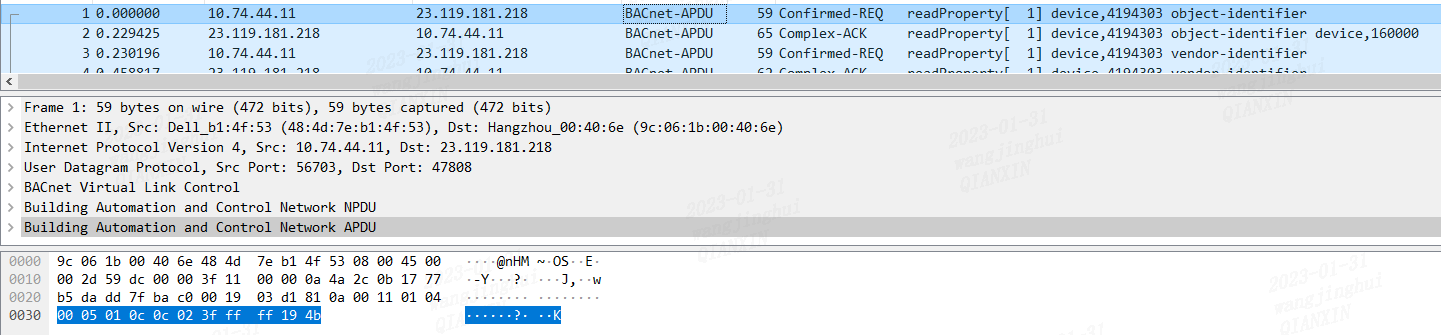 1 0.000000 10.74.44.11 23.119.181.218 BACnet-APDU 59 Confirmed-REQ readProperty[ 1] device,4194303 object-identifier
2 0.229425 23.119.181.218 10.74.44.11 BACnet-APDU 65 Complex-ACK readProperty[ 1] device,4194303 object-identifier device,160000
3 0.230196 10.74.44.11 23.119.181.218 BACnet-APDU 59 Confirmed-REQ readProperty[ 1] device,4194303 vendor-identifier
4 0.458817 23.119.181.218 10.74.44.11 BACnet-APDU 62 Complex-ACK readProperty[ 1] device,4194303 vendor-identifier
Frame 1: 59 bytes on wire (472 bits), 59 bytes captured (472 bits)
Ethernet II, Src: Dell_b1:4f:53 (48:4d:7e:b1:4f:53), Dst: Hangzhou_00:40:6e (9c:06:1b:00:40:6e)
Internet Protocol Version 4, Src: 10.74.44.11, Dst: 23.119.181.218
User Datagram Protocol, Src Port: 56703, Dst Port: 47808
BACnet Virtual Link Control
Building Automation and Control Network NPDU
Building Automation and Control Network APDU
0000 9c 06 1b 00 40 6e 48 4d 7e b1 4f 53 08 00 45 00 ····@nHM ~·OS··E·
0010 00 2d 59 dc 00 00 3f 11 00 00 0a 4a 2c 0b 17 77 ·-Y···?· ···J,··w
0020 b5 da dd 7f ba c0 00 19 03 d1 81 0a 00 11 01 04 ········ ········
0030 00 05 01 0c 0c 02 3f ff ff 19 4b ······?· ··K
2023-01-31
wangjinghui
QIANXIN